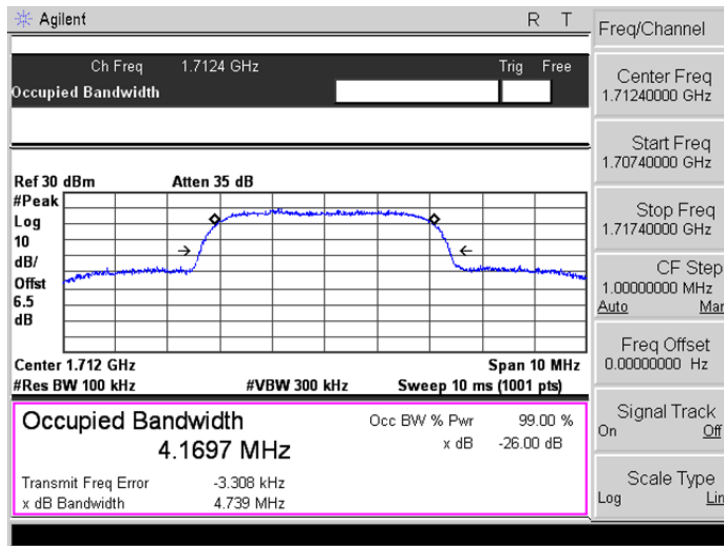 Agilent R T
Ch Freq 1.7124 GHz Trig Free
Occupied Bandwidth
Ref 30 dBm Atten 35 dB
#Peak
Log
10
dB/
Offst
6.5
dB
Center 1.712 GHz Span 10 MHz
#Res BW 100 kHz #VBW 300 kHz Sweep 10 ms (1001 pts)
Occupied Bandwidth Occ BW % Pwr 99.00 %
4.1697 MHz x dB -26.00 dB
Transmit Freq Error -3.308 kHz
x dB Bandwidth 4.739 MHz
Freq/Channel
Center Freq
1.71240000 GHz
Start Freq
1.70740000 GHz
Stop Freq
1.71740000 GHz
CF Step
1.00000000 MHz
Auto Mar
Freq Offset
0.00000000 Hz
Signal Track
On Off
Scale Type
Log Lin